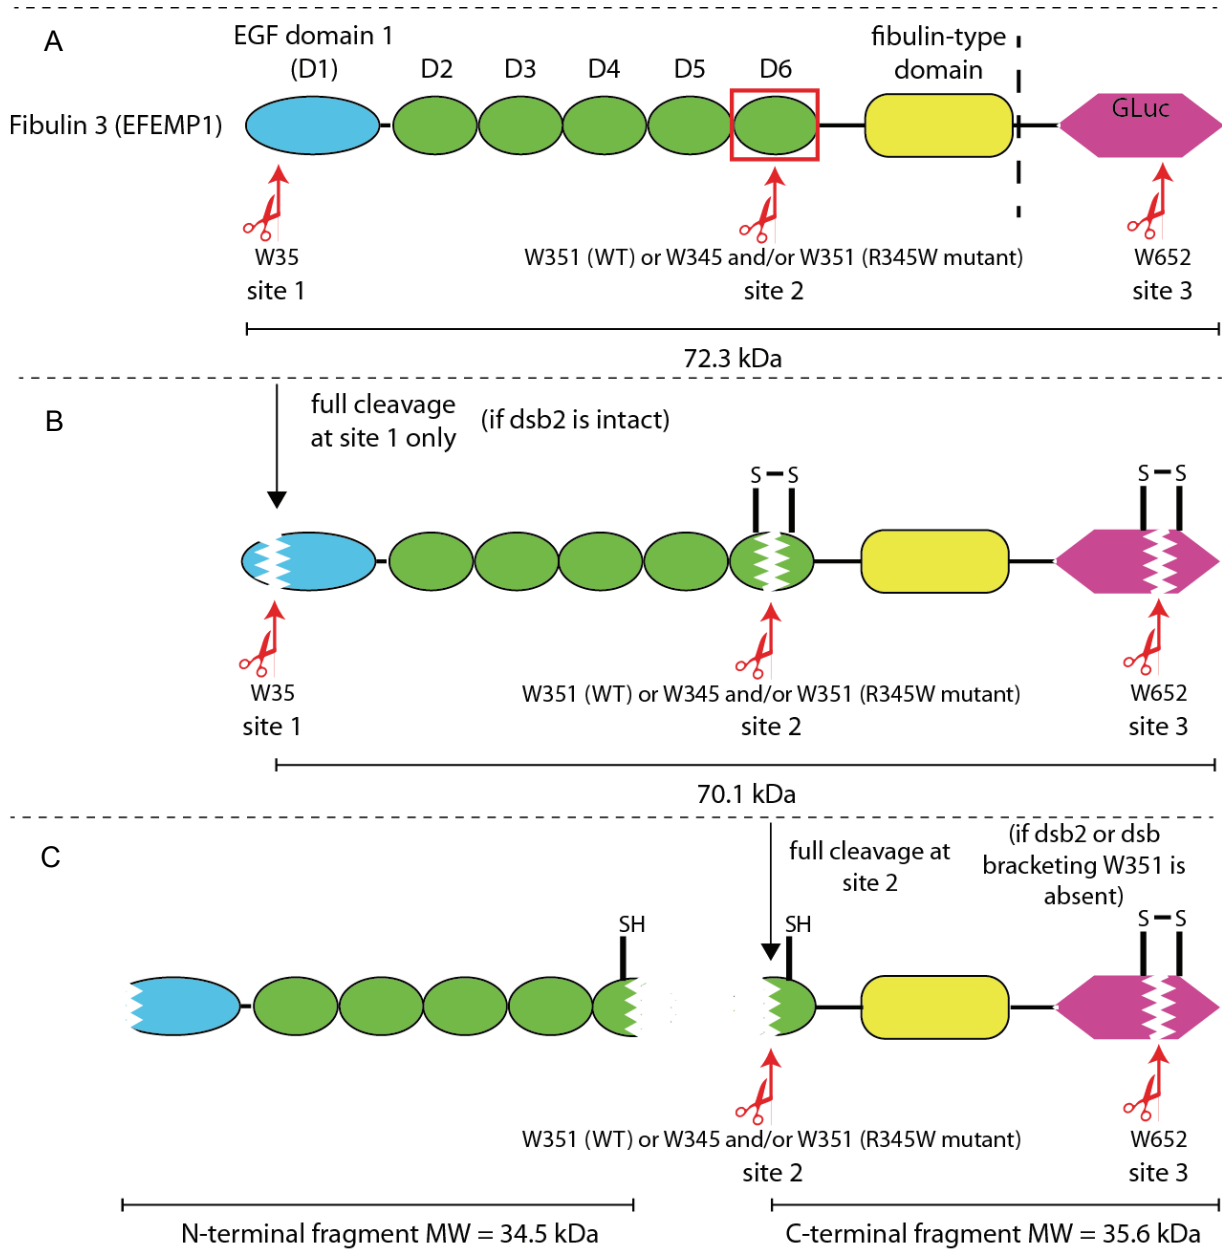 A
EGF domain 1
(D1)
D2
D3
D4
D5
D6
fibulin-type
domain
Fibulin 3 (EFEMP1)
GLuc
W35
site 1
W351 (WT) or W345 and/or W351 (R345W mutant)
site 2
W652
site 3
72.3 kDa
B
full cleavage
at site 1 only
(if dsb2 is intact)
S
S
S
S
W35
site 1
W351 (WT) or W345 and/or W351 (R345W mutant)
site 2
W652
site 3
70.1 kDa
C
full cleavage at
site 2
(if dsb2 or dsb
bracketing W351 is
absent)
SH
SH
S
S
W351 (WT) or W345 and/or W351 (R345W mutant)
site 2
W652
site 3
N-terminal fragment MW = 34.5 kDa
C-terminal fragment MW = 35.6 kDa